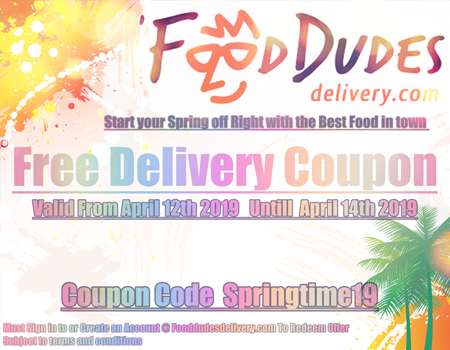 FoodDudes
delivery.com
Start your Spring off Right with the Best Food in town
Free Delivery Coupon
Valid From April 12th 2019 Untill April 14th 2019
Coupon Code Springtime19
Must Sign in to or Create an Account @ Fooddudesdelivery.com To Redeem Offer
Subject to terms and conditions